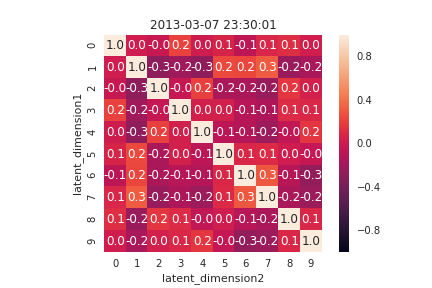 2013-03-07 23:30:01
latent_dimension1
0 1.0 0.0 -0.0 0.2 0.0 0.1 -0.1 0.1 0.1 0.0
1 0.0 1.0 -0.3 -0.2 -0.3 0.2 0.2 0.3 -0.2 -0.2
2 -0.0 -0.3 1.0 -0.0 0.2 -0.2 -0.2 -0.2 0.2 0.0
3 0.2 -0.2 -0.0 1.0 0.0 0.0 -0.1 -0.1 0.1 0.1
4 0.0 -0.3 0.2 0.0 1.0 -0.1 -0.1 -0.2 -0.0 0.2
5 0.1 0.2 -0.2 0.0 -0.1 1.0 0.1 0.1 0.0 -0.0
6 -0.1 0.2 -0.2 -0.1 -0.1 0.1 1.0 0.3 -0.1 -0.3
7 0.1 0.3 -0.2 -0.1 -0.2 0.1 0.3 1.0 -0.2 -0.2
8 0.1 -0.2 0.2 0.1 -0.0 0.0 -0.1 -0.2 1.0 0.1
9 0.0 -0.2 0.0 0.1 0.2 -0.0 -0.3 -0.2 0.1 1.0
0 1 2 3 4 5 6 7 8 9
latent_dimension2
0.8
0.4
0.0
−0.4
−0.8